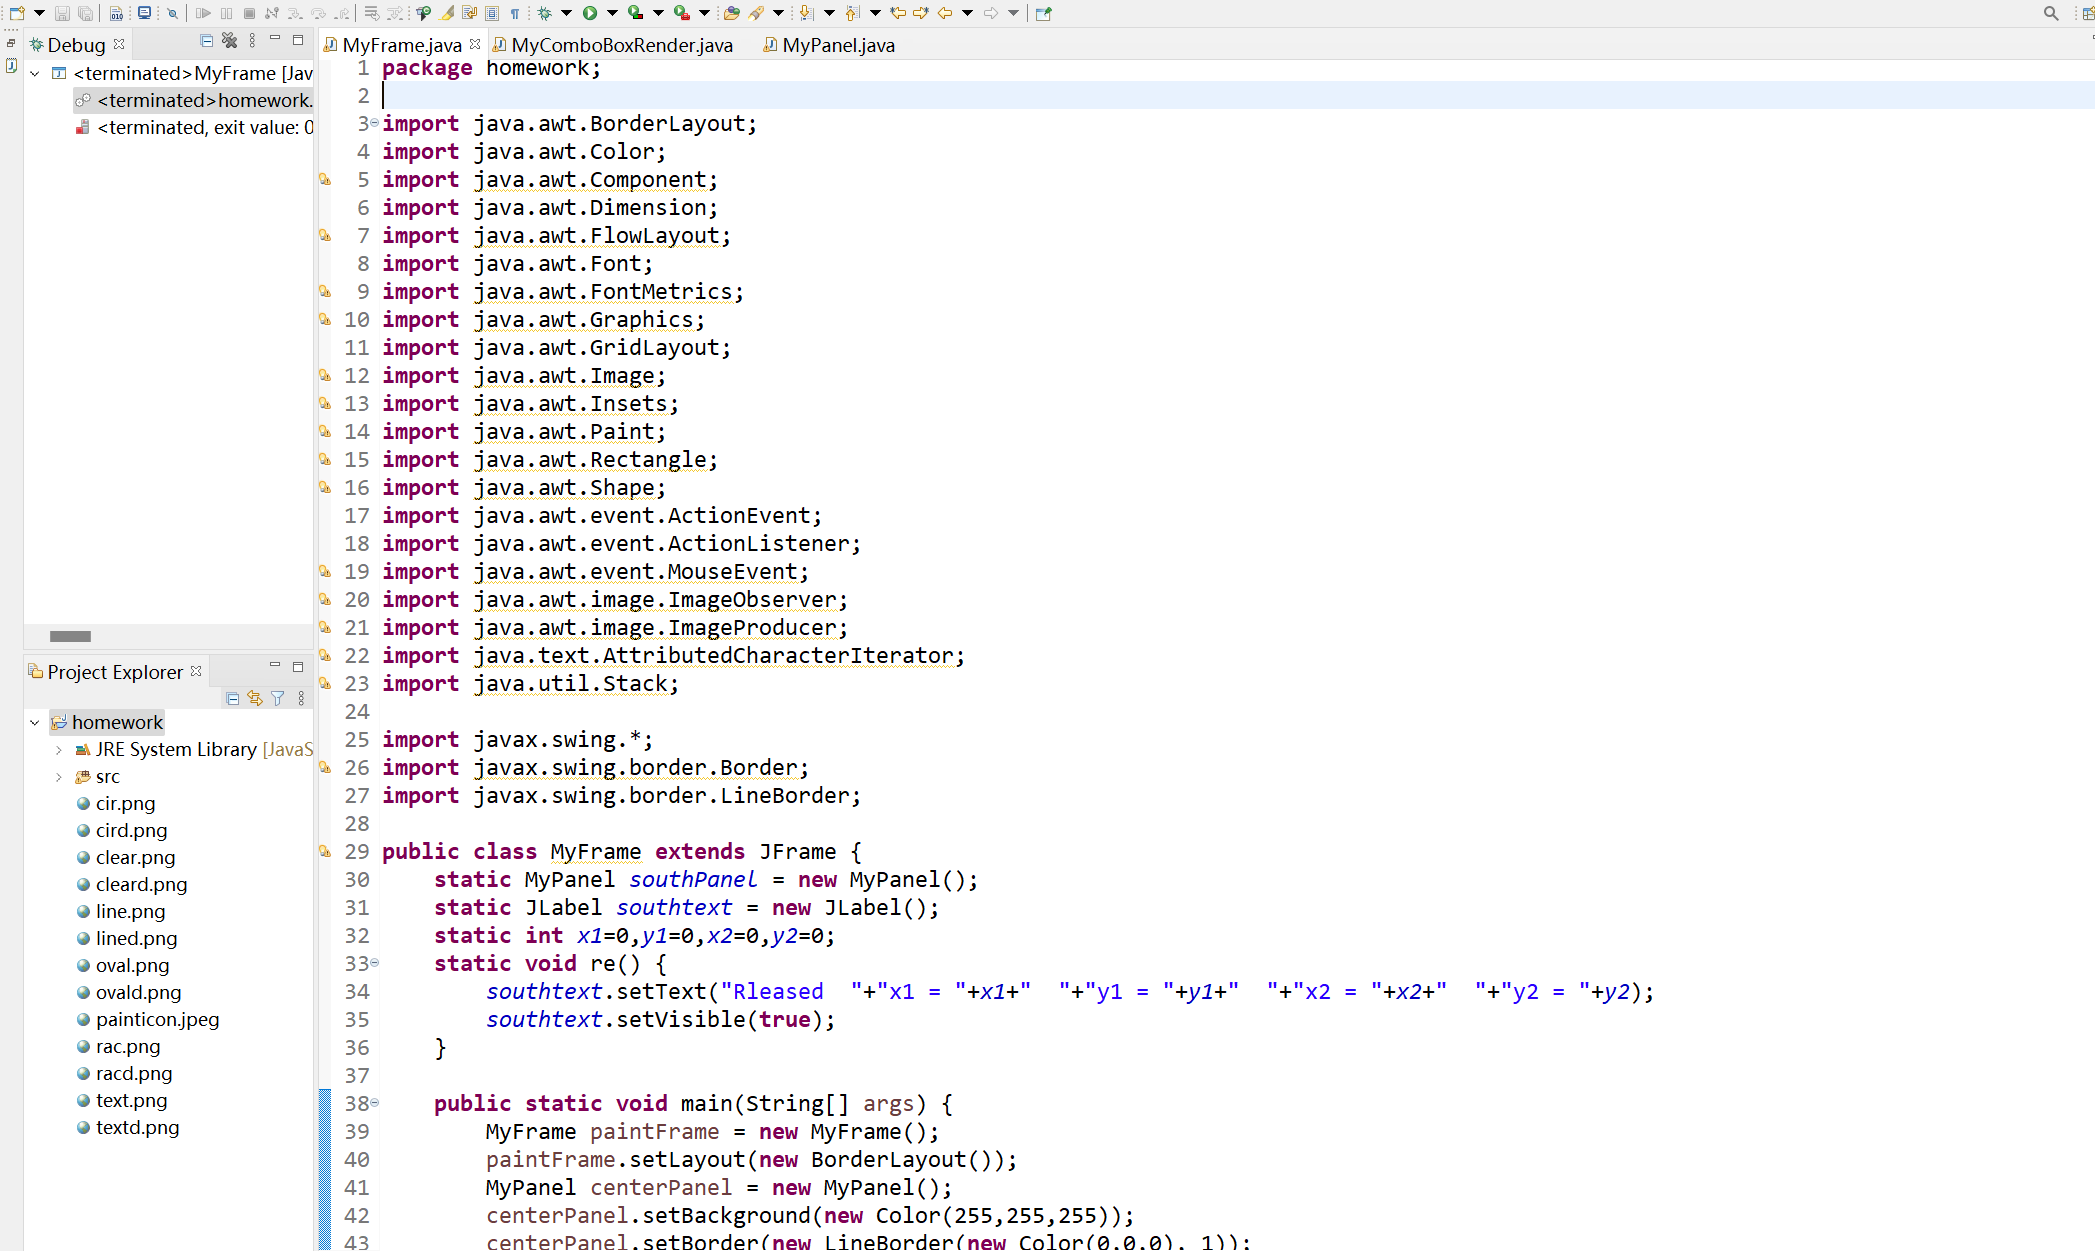 Debug
<terminated>MyFrame [Jav
<terminated>homework.
<terminated, exit value: 0
Project Explorer
homework
JRE System Library [JavaS
src
cir.png
cird.png
clear.png
cleard.png
line.png
lined.png
oval.png
ovald.png
painticon.jpeg
rac.png
racd.png
text.png
textd.png
MyFrame.java MyComboBoxRender.java MyPanel.java
1 package homework;
2
3 import java.awt.BorderLayout;
4 import java.awt.Color;
5 import java.awt.Component;
6 import java.awt.Dimension;
7 import java.awt.FlowLayout;
8 import java.awt.Font;
9 import java.awt.FontMetrics;
10 import java.awt.Graphics;
11 import java.awt.GridLayout;
12 import java.awt.Image;
13 import java.awt.Insets;
14 import java.awt.Paint;
15 import java.awt.Rectangle;
16 import java.awt.Shape;
17 import java.awt.event.ActionEvent;
18 import java.awt.event.ActionListener;
19 import java.awt.event.MouseEvent;
20 import java.awt.image.ImageObserver;
21 import java.awt.image.ImageProducer;
22 import java.text.AttributedCharacterIterator;
23 import java.util.Stack;
24
25 import javax.swing.*;
26 import javax.swing.border.Border;
27 import javax.swing.border.LineBorder;
28
29 public class MyFrame extends JFrame {
30     static MyPanel southPanel = new MyPanel();
31     static JLabel southtext = new JLabel();
32     static int x1=0,y1=0,x2=0,y2=0;
33     static void re() {
34         southtext.setText("Rleased  "+"x1 = "+x1+"  "+"y1 = "+y1+"  "+"x2 = "+x2+"  "+"y2 = "+y2);
35         southtext.setVisible(true);
36     }
37
38     public static void main(String[] args) {
39         MyFrame paintFrame = new MyFrame();
40         paintFrame.setLayout(new BorderLayout());
41         MyPanel centerPanel = new MyPanel();
42         centerPanel.setBackground(new Color(255,255,255));
43         centerPanel.setBorder(new LineBorder(new Color(0,0,0), 1));